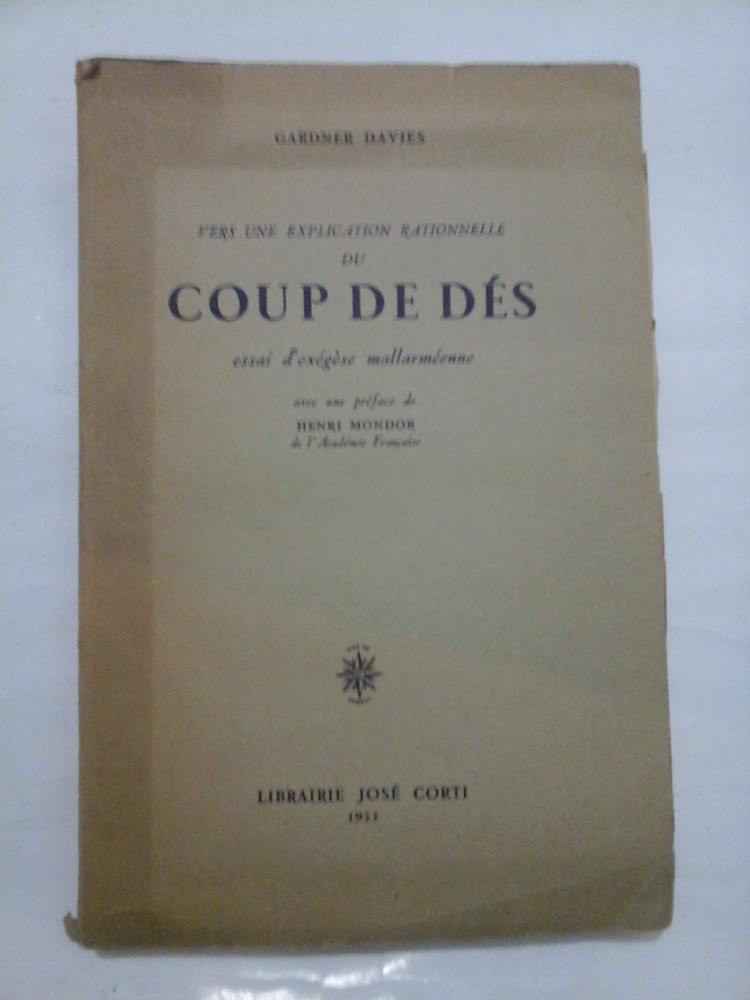 GARDNER DAVIES
VERS UNE EXPLICATION RATIONNELLE
DU
COUP DE DÉS
essai d'exégèse mallarméenne
avec une préface de
HENRI MONDOR
de l'Académie Française
LIBRAIRIE JOSÉ CORTI
1953